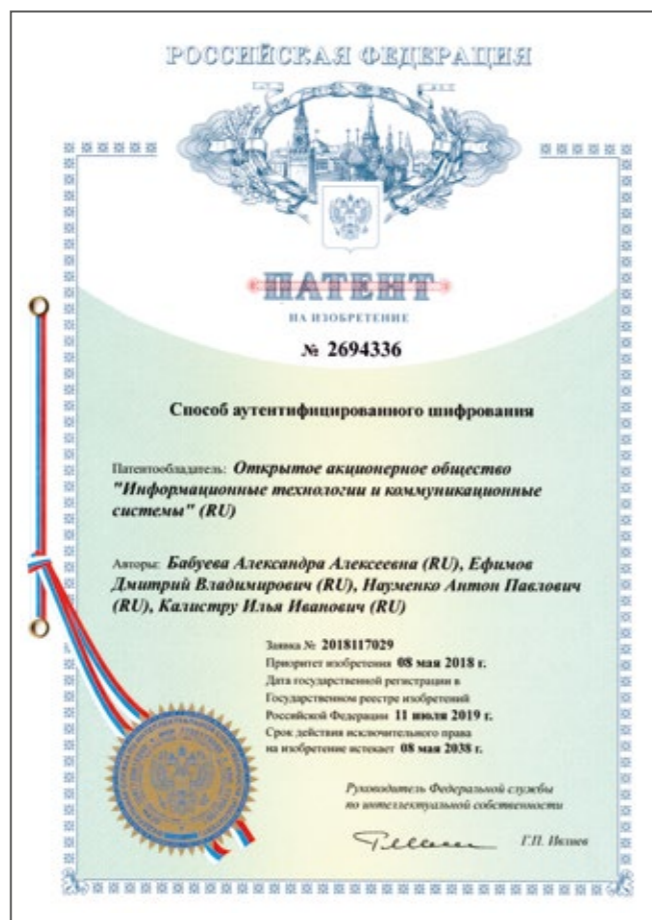 РОССИЙСКАЯ ФЕДЕРАЦИЯ
ПАТЕНТ
НА ИЗОБРЕТЕНИЕ
№ 2694336
Способ аутентифицированного шифрования
Патентообладатель: Открытое акционерное общество
"Информационные технологии и коммуникационные
системы" (RU)
Авторы: Бабуева Александра Алексеевна (RU), Ефимов
Дмитрий Владимирович (RU), Науменко Антон Павлович
(RU), Калистру Илья Иванович (RU)
Заявка № 2018117029
Приоритет изобретения 08 мая 2018 г.
Дата государственной регистрации в
Государственном реестре изобретений
Российской Федерации 11 июля 2019 г.
Срок действия исключительного права
на изобретение истекает 08 мая 2038 г.
Руководитель Федеральной службы
по интеллектуальной собственности
Г.П. Ивлиев